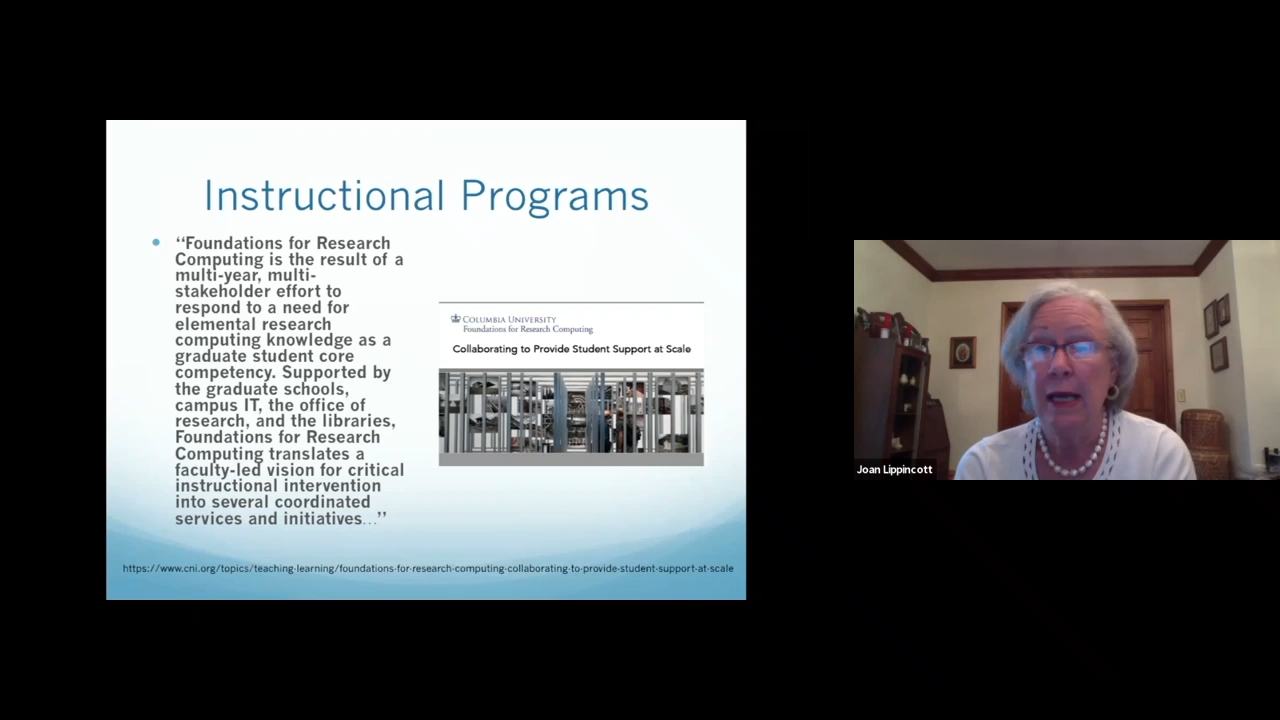 Instructional Programs
“Foundations for Research
Computing is the result of a
multi-year, multi-
stakeholder effort to
respond to a need for
elemental research
computing knowledge as a
graduate student core
competency. Supported by
the graduate schools,
campus IT, the office of
research, and the libraries,
Foundations for Research
Computing translates a
faculty-led vision for critical
instructional intervention
into several coordinated
services and initiatives...”
COLUMBIA UNIVERSITY
Foundations for Research Computing
Collaborating to Provide Student Support at Scale
https://www.cni.org/topics/teaching-learning/foundations-for-research-computing-collaborating-to-provide-student-support-at-scale
Joan Lippincott